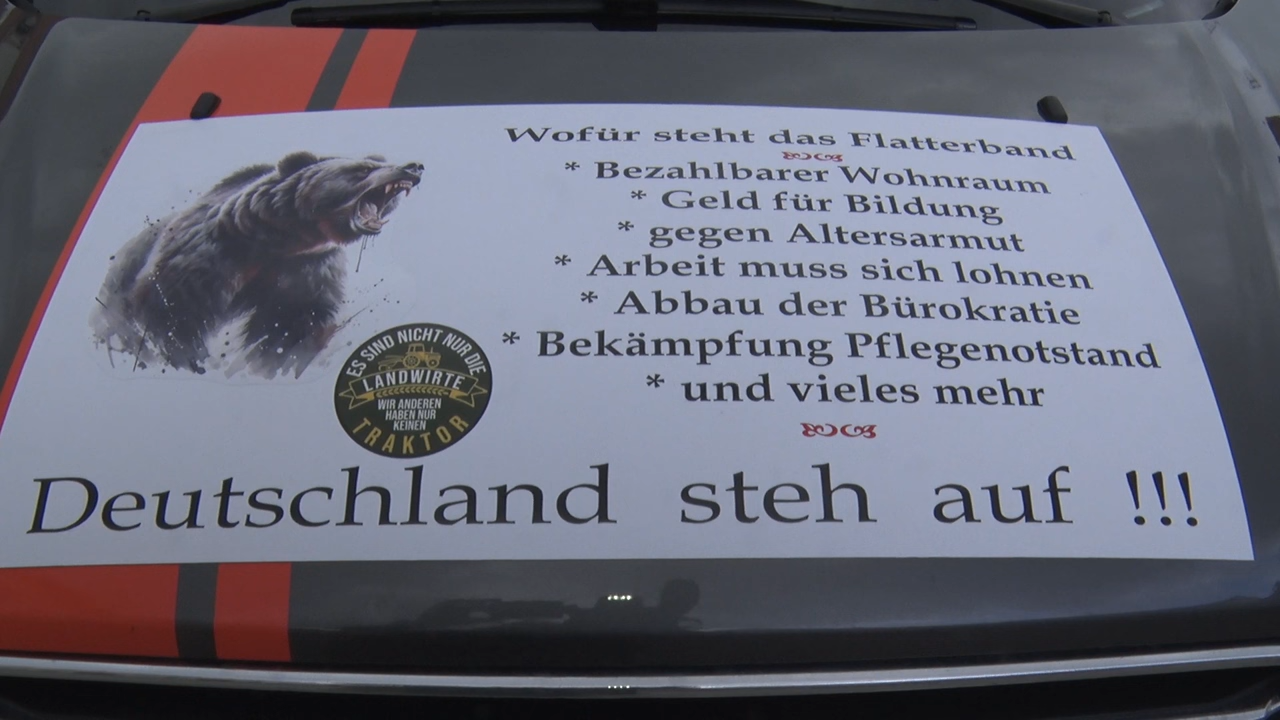 Wofür steht das Flatterband
* Bezahlbarer Wohnraum
* Geld für Bildung
* gegen Altersarmut
* Arbeit muss sich lohnen
* Abbau der Bürokratie
* Bekämpfung Pflegenotstand
* und vieles mehr
ES SIND NICHT NUR DIE
LANDWIRTE
WIR ANDEREN
HABEN NUR
KEINEN
TRAKTOR
Deutschland steh auf !!!